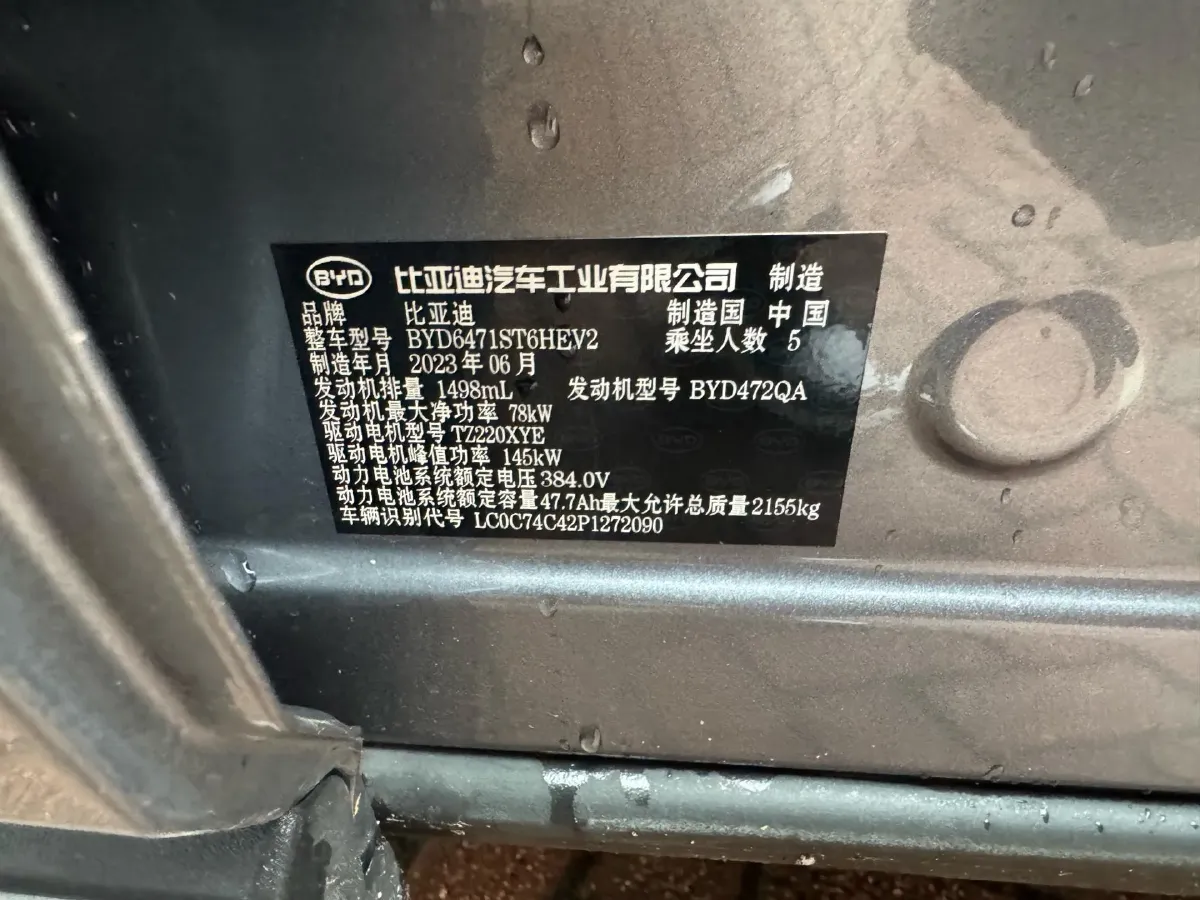 BYD 比亚迪汽车工业有限公司 制造
品牌 比亚迪 制造国 中国
整车型号 BYD6471ST6HEV2 乘坐人数 5
制造年月 2023年06月
发动机排量 1498mL 发动机型号 BYD472QA
发动机最大净功率 78kW
驱动电机型号 TZ220XYE
驱动电机峰值功率 145kW
动力电池系统额定电压 384.0V
动力电池系统额定容量 47.7Ah 最大允许总质量 2155kg
车辆识别代号 LC0C74C42P1272090